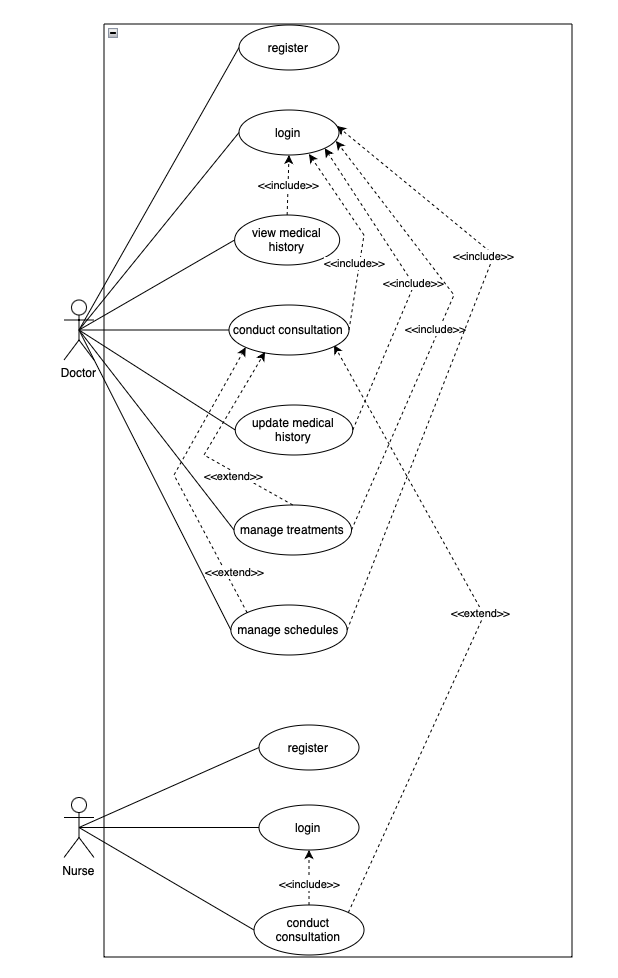 register
login
<<include>>
view medical
history
<<include>>
<<include>>
<<include>>
<<include>>
conduct consultation
Doctor
update medical
history
<<extend>>
manage treatments
<<extend>>
manage schedules
<<extend>>
register
login
Nurse
<<include>>
conduct
consultation